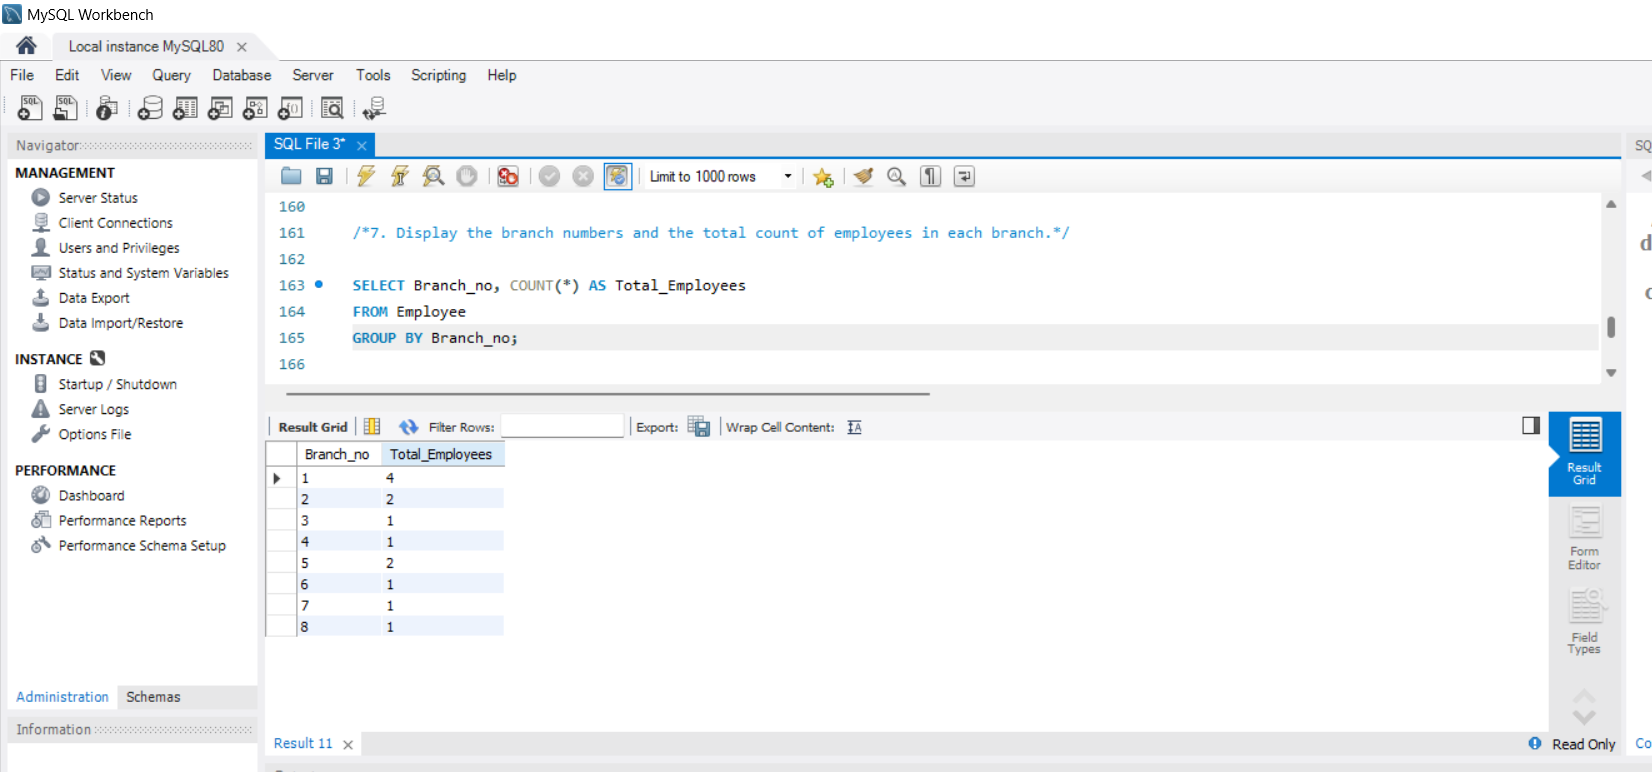 MySQL Workbench
Local instance MySQL80
File Edit View Query Database Server Tools Scripting Help
Navigator
MANAGEMENT
Server Status
Client Connections
Users and Privileges
Status and System Variables
Data Export
Data Import/Restore
INSTANCE
Startup / Shutdown
Server Logs
Options File
PERFORMANCE
Dashboard
Performance Reports
Performance Schema Setup
Administration Schemas
Information
SQL File 3*
Limit to 1000 rows
160
161 /*7. Display the branch numbers and the total count of employees in each branch.*/
162
163 SELECT Branch_no, COUNT(*) AS Total_Employees
164 FROM Employee
165 GROUP BY Branch_no;
166
Result Grid Filter Rows: Export: Wrap Cell Content:
Branch_no Total_Employees
1 4
2 2
3 1
4 1
5 2
6 1
7 1
8 1
Result Grid
Form Editor
Field Types
Result 11
Read Only